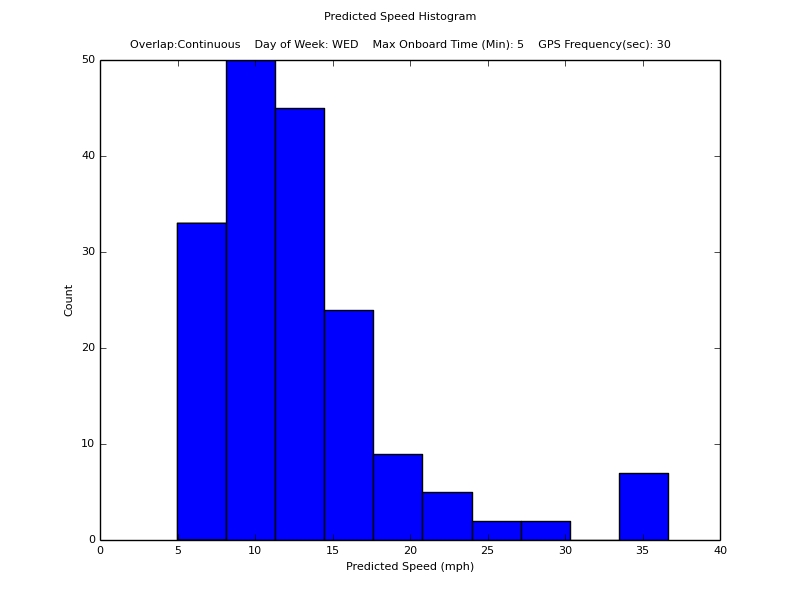 Predicted Speed Histogram
Overlap:Continuous    Day of Week: WED    Max Onboard Time (Min): 5    GPS Frequency(sec): 30
50
40
30
20
10
0
Count
0 5 10 15 20 25 30 35 40
Predicted Speed (mph)